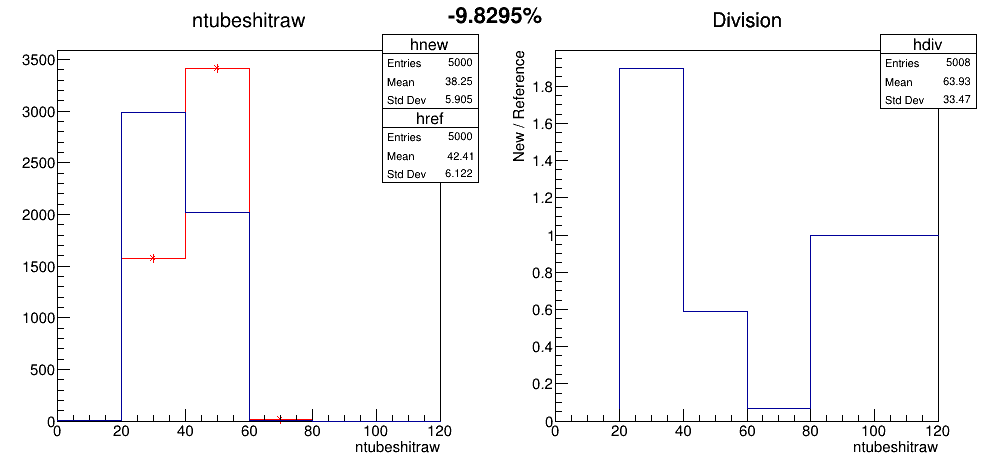 -9.8295%
ntubeshitraw
hnew
Entries 5000
Mean 38.25
Std Dev 5.905
href
Entries 5000
Mean 42.41
Std Dev 6.122
3500
3000
2500
2000
1500
1000
500
0
0 20 40 60 80 100 120
ntubeshitraw
Division
hdiv
Entries 5008
Mean 63.93
Std Dev 33.47
New / Reference
1.8
1.6
1.4
1.2
1
0.8
0.6
0.4
0.2
0
0 20 40 60 80 100 120
ntubeshitraw